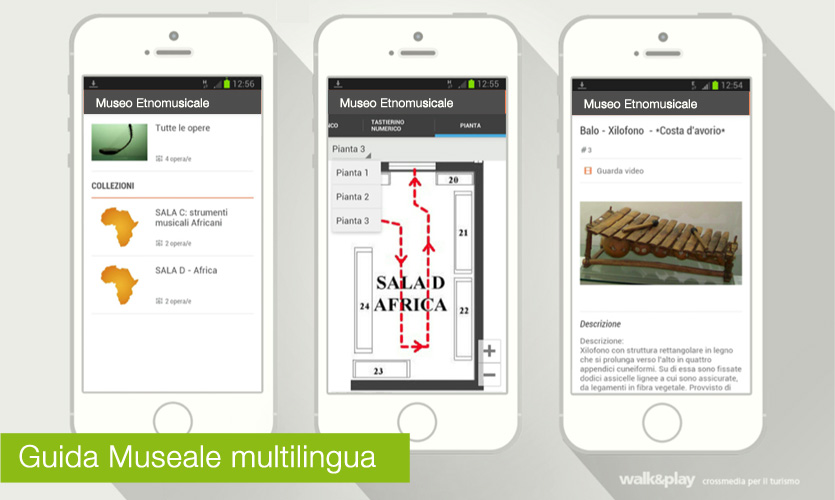 12:56
Museo Etnomusicale
Tutte le opere
4 opera/e
COLLEZIONI
SALA C: strumenti
musicali Africani
2 opera/e
SALA D - Africa
2 opera/e
12:55
Museo Etnomusicale
NCO
TASTIERINO
NUMERICO
PIANTA
Pianta 3
Pianta 1
Pianta 2
Pianta 3
20
21
SALA D
AFRICA
24
22
23
12:54
Museo Etnomusicale
Balo - Xilofono - •Costa d'avorio•
#3
Guarda video
Descrizione
Descrizione:
Xilofono con struttura rettangolare in legno
che si prolunga verso l'alto in quattro
appendici cuneiformi. Su di essa sono fissate
dodici assicelle lignee a cui sono assicurate,
da legamenti in fibra vegetale. Provvisto di
Guida Museale multilingua
walk&play crossmedia per il turismo